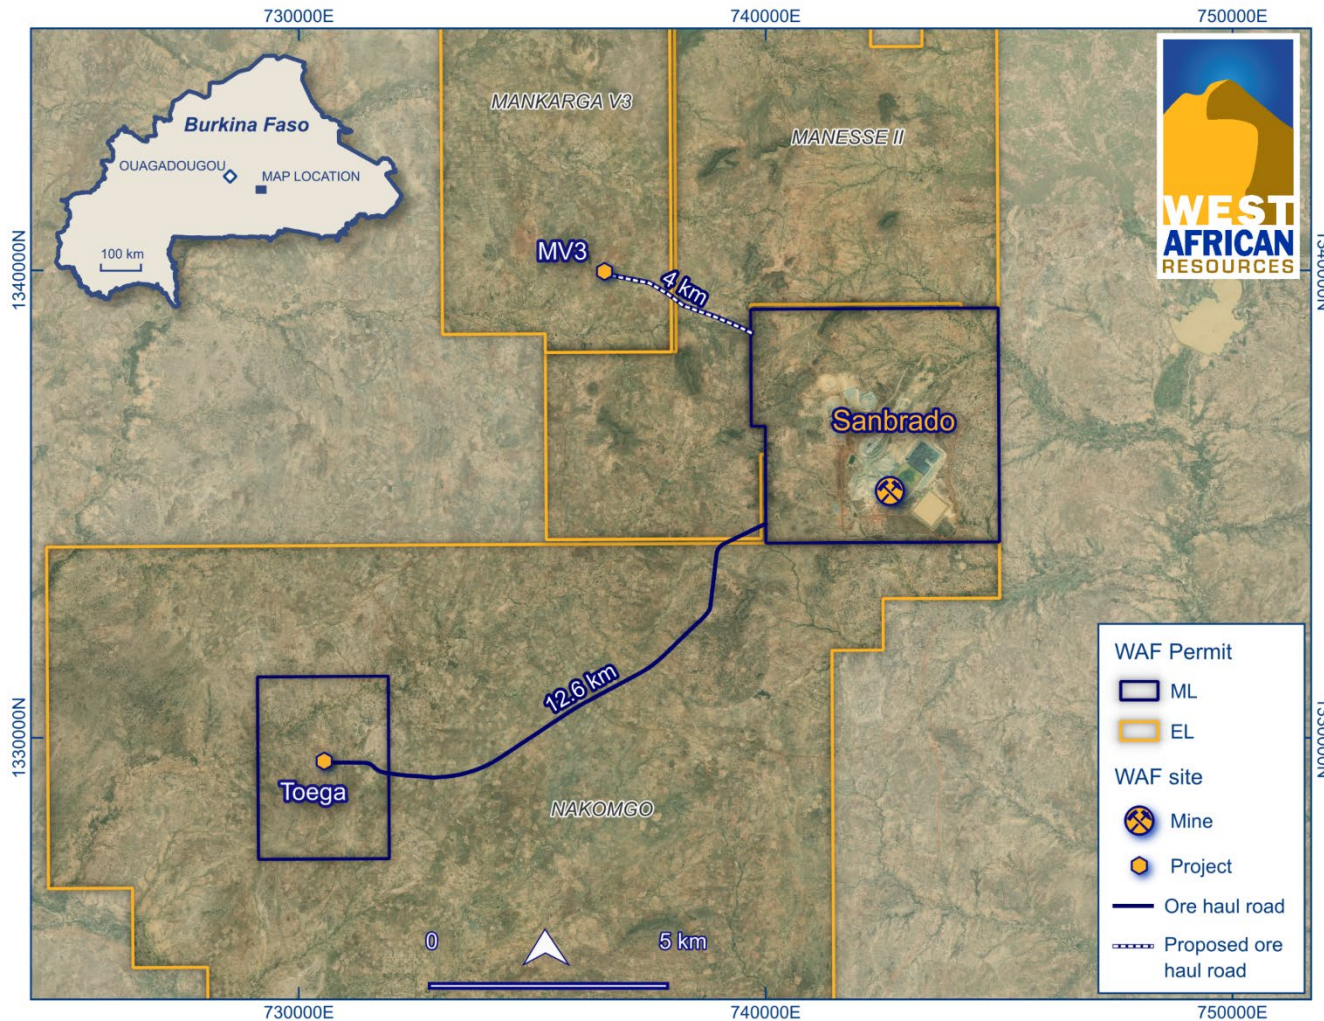 730000E
740000E
750000E
Burkina Faso
OUAGADOUGOU
MAP LOCATION
100 km
MANKARGA V3
MANESSE II
WEST
AFRICAN
RESOURCES
1340000N
1340000N
MV3
4 km
Sanbrado
12.6 km
1330000N
1330000N
Toega
NAKOMGO
0
5 km
WAF Permit
ML
EL
WAF site
Mine
Project
Ore haul road
Proposed ore
haul road
730000E
740000E
750000E